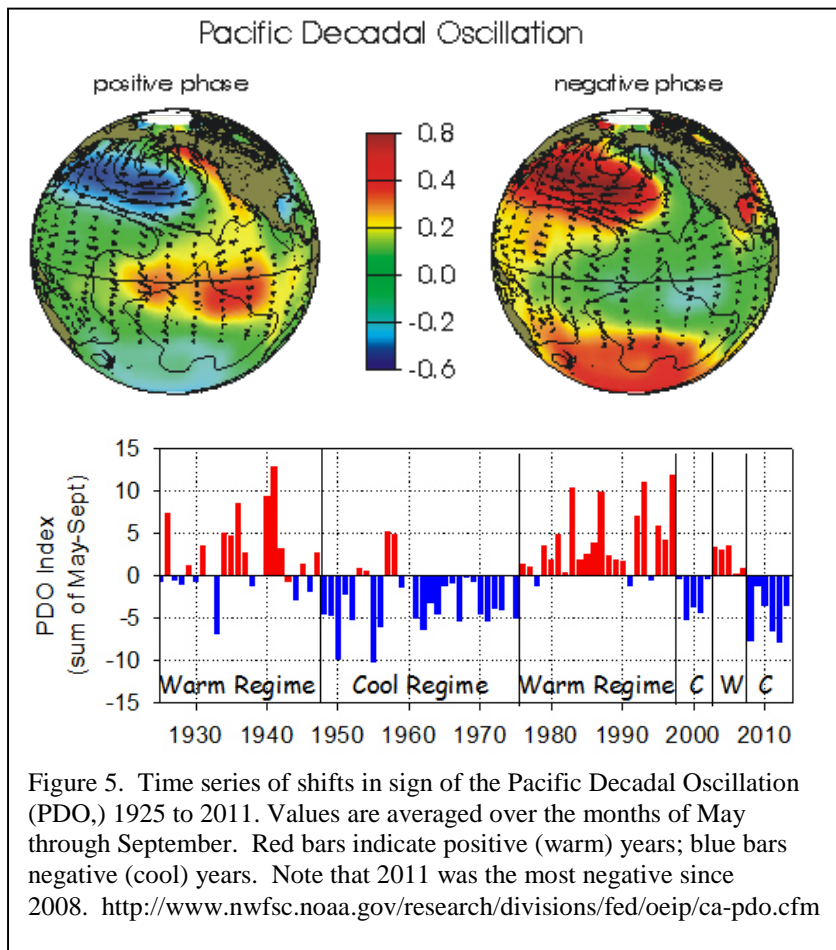 Pacific Decadal Oscillation
positive phase
negative phase
0.8
0.4
0.2
0.0
-0.2
-0.6
15
10
5
0
-5
-10
-15
PDO Index
(sum of May-Sept)
Warm Regime
Cool Regime
Warm Regime
C
W
C
1930 1940 1950 1960 1970 1980 1990 2000 2010
Figure 5. Time series of shifts in sign of the Pacific Decadal Oscillation
(PDO,) 1925 to 2011. Values are averaged over the months of May
through September. Red bars indicate positive (warm) years; blue bars
negative (cool) years. Note that 2011 was the most negative since
2008. http://www.nwfsc.noaa.gov/research/divisions/fed/oeip/ca-pdo.cfm